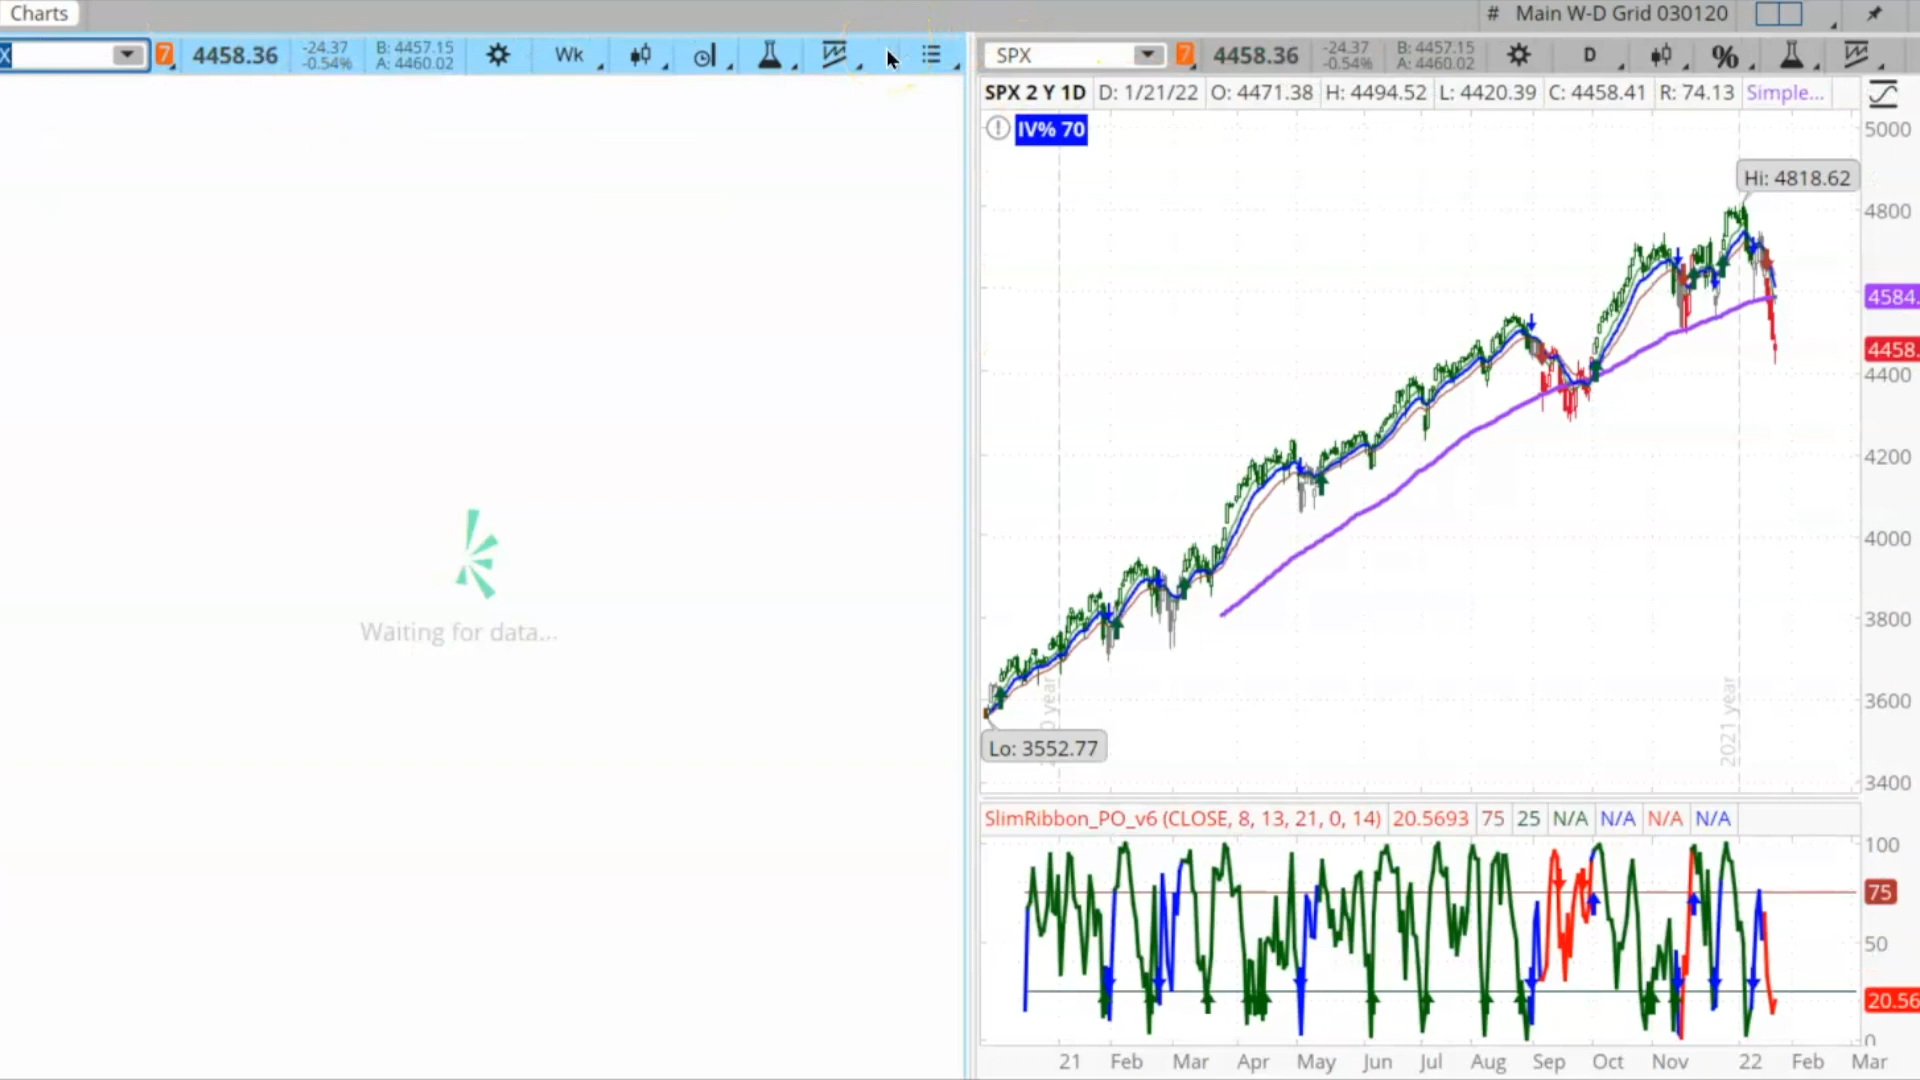 Charts
# Main W-D Grid 030120
X
7
4458.36
-24.37
-0.54%
B: 4457.15
A: 4460.02
Wk
Waiting for data...
SPX
7
4458.36
-24.37
-0.54%
B: 4457.15
A: 4460.02
D
%
SPX 2 Y 1D
D: 1/21/22
O: 4471.38
H: 4494.52
L: 4420.39
C: 4458.41
R: 74.13
Simple...
IV% 70
Hi: 4818.62
Lo: 3552.77
0 year
2021 year
5000
4800
4584.
4458.
4400
4200
4000
3800
3600
3400
SlimRibbon_PO_v6 (CLOSE, 8, 13, 21, 0, 14)
20.5693
75
25
N/A
N/A
N/A
N/A
100
75
50
20.56
0
21
Feb
Mar
Apr
May
Jun
Jul
Aug
Sep
Oct
Nov
22
Feb
Mar